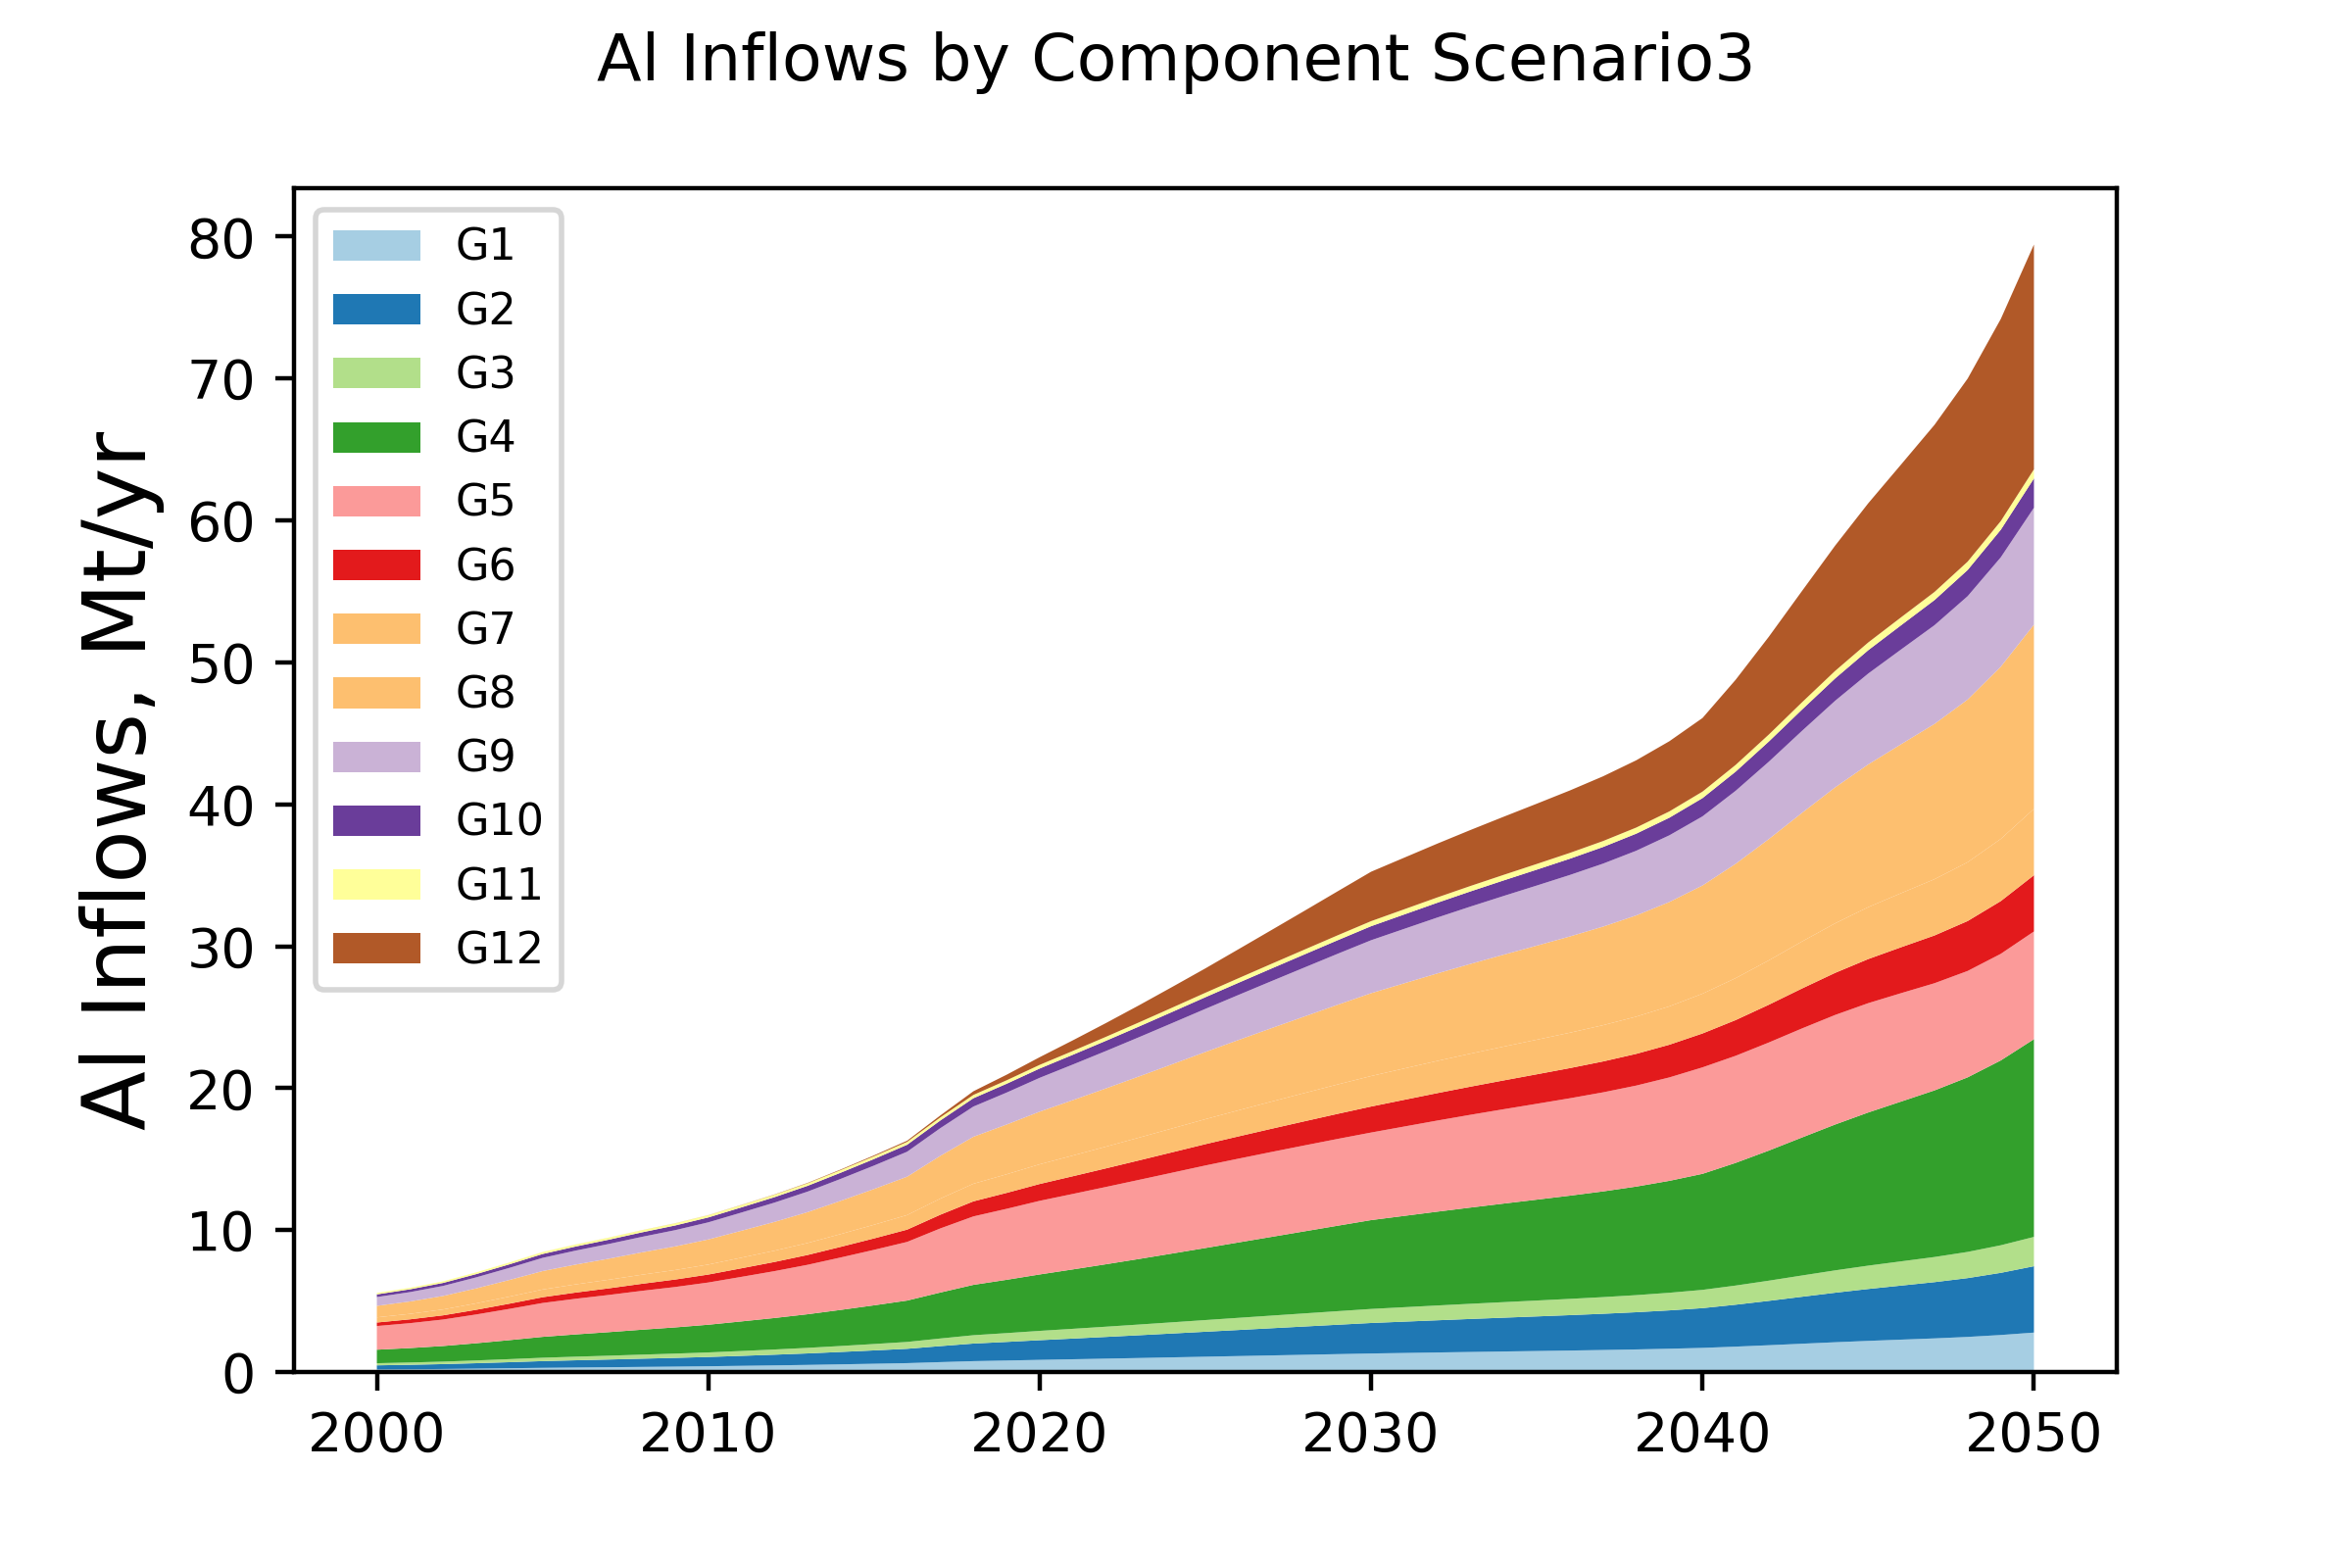 Al Inflows by Component Scenario3
Al Inflows, Mt/yr
80
70
60
50
40
30
20
10
0
G1
G2
G3
G4
G5
G6
G7
G8
G9
G10
G11
G12
2000 2010 2020 2030 2040 2050